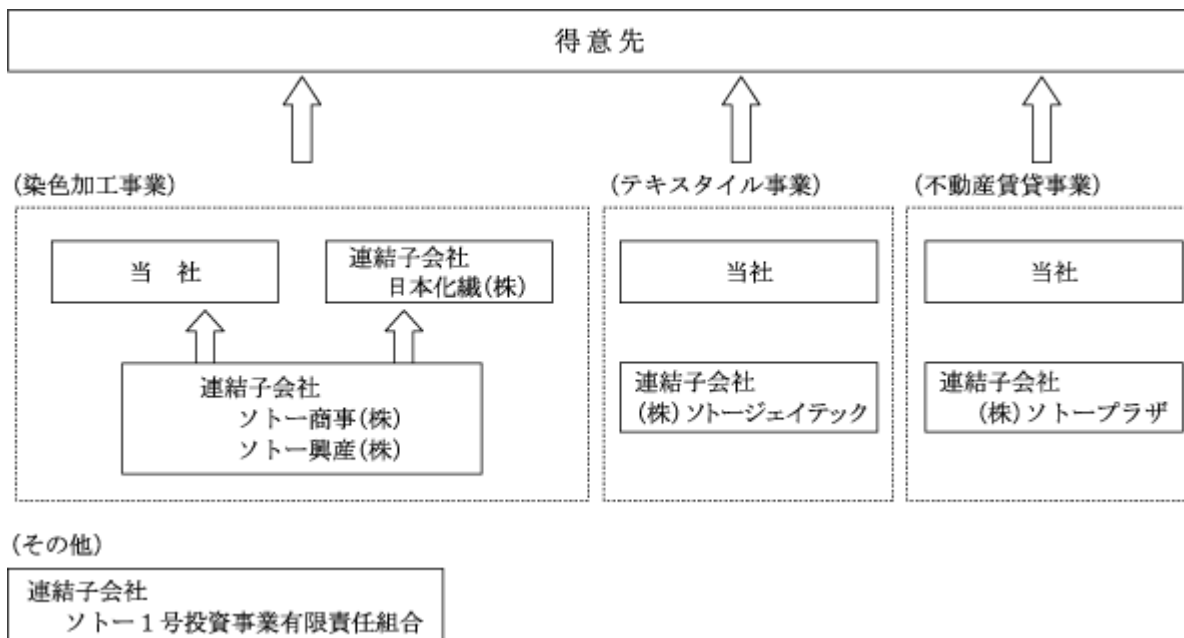 得意先
(染色加工事業)
(テキスタイル事業)
(不動産賃貸事業)
当 社
連結子会社
日本化繊(株)
当社
当社
連結子会社
ソトー商事(株)
ソトー興産(株)
連結子会社
(株)ソトージェイテック
連結子会社
(株)ソトープラザ
(その他)
連結子会社
ソトー1号投資事業有限責任組合